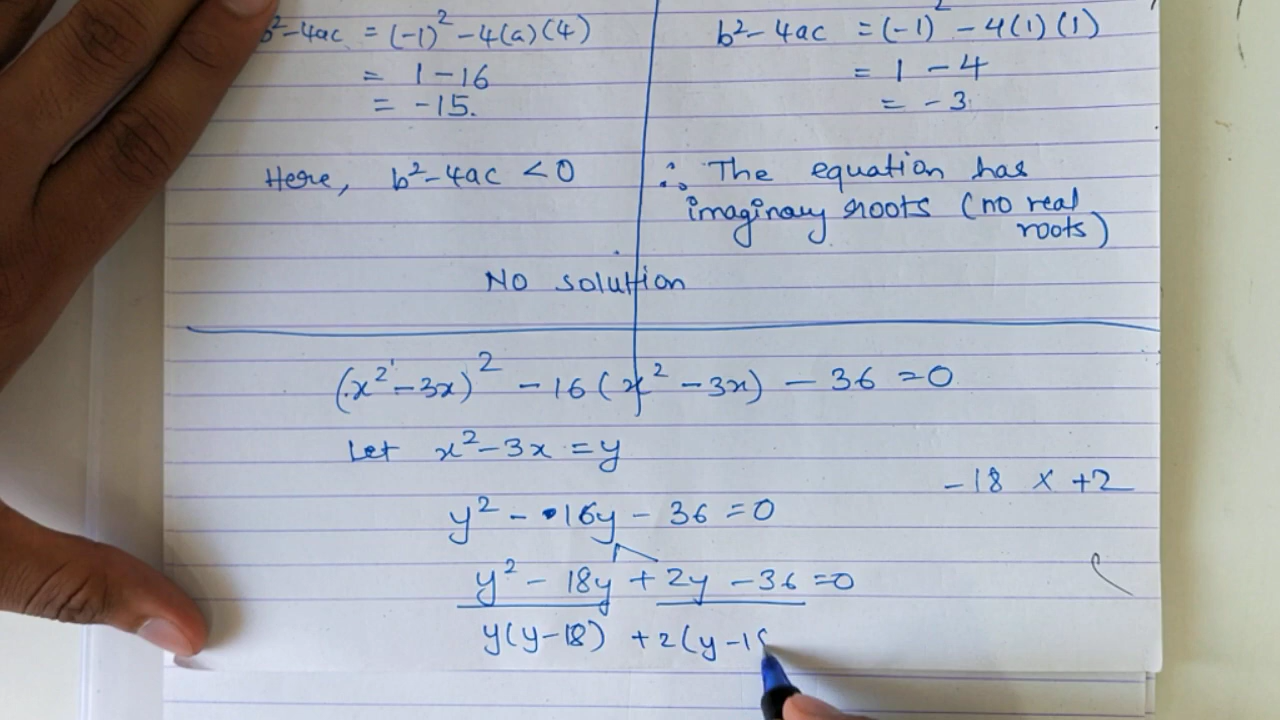 b²-4ac = (-1)² - 4(a)(4)
= 1 - 16
= -15.
Here, b²-4ac < 0
b² - 4ac = (-1)² - 4(1)(1)
= 1 - 4
= -3
∴ The equation has
imaginary roots (no real
roots)
No solution
(x² - 3x)² - 16(x² - 3x) - 36 = 0
Let x² - 3x = y
-18 x +2
y² - 16y - 36 = 0
y² - 18y + 2y - 36 = 0
y(y-18) + 2(y-1